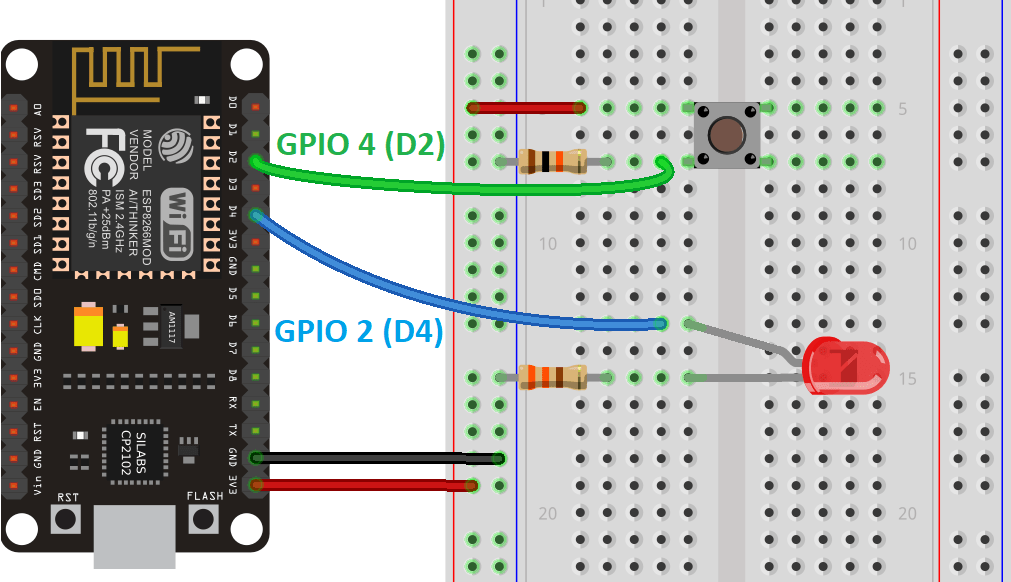 GPIO 4 (D2)
GPIO 2 (D4)
MODEL
VENDOR
ESP8266MOD
AI/THINKER
ISM 2.4GHz
PA +25dBm
802.11b/g/n
FC
WiFi
A0
RSV
RSV
SD3
SD2
SD1
CMD
SD0
CLK
GND
3V3
EN
RST
GND
Vin
D0
D1
D2
D3
D4
3V3
GND
D5
D6
D7
D8
RX
TX
GND
3V3
AM1117
SILABS
CP2102
RST
FLASH
1
1
5
10
10
15
20
20